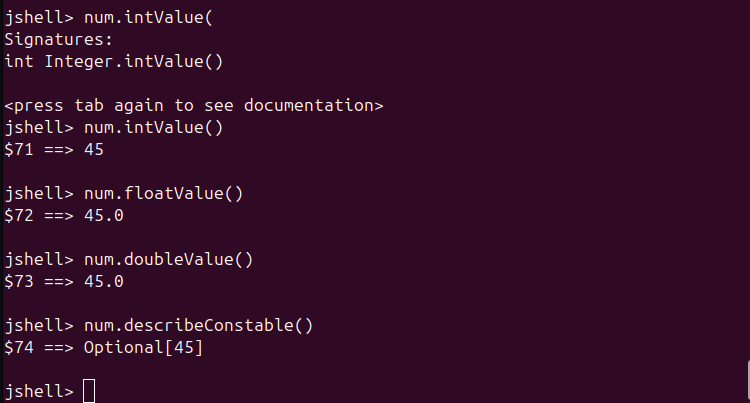 jshell> num.intValue(
Signatures:
int Integer.intValue()
<press tab again to see documentation>
jshell> num.intValue()
$71 ==> 45
jshell> num.floatValue()
$72 ==> 45.0
jshell> num.doubleValue()
$73 ==> 45.0
jshell> num.describeConstable()
$74 ==> Optional[45]
jshell>